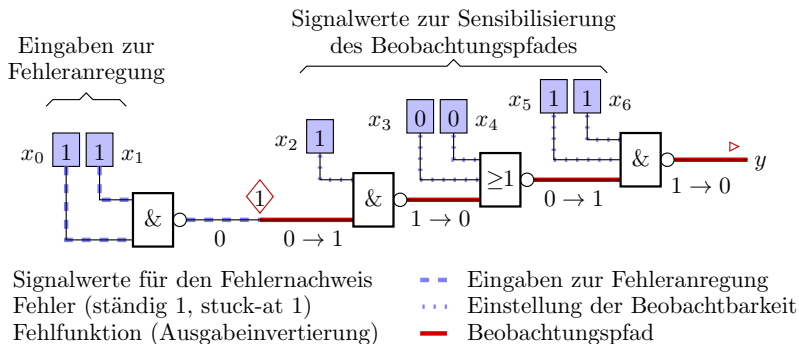 Signalwerte zur Sensibilisierung
des Beobachtungspfades
Eingaben zur
Fehleranregung
x₀ 1 1 x₁
x₂ 1
x₃ 0 0 x₄
x₅ 1 1 x₆
&
0
1
0 → 1
&
1 → 0
≥1
0 → 1
&
1 → 0
y
Signalwerte für den Fehlernachweis
Fehler (ständig 1, stuck-at 1)
Fehlfunktion (Ausgabeinvertierung)
Eingaben zur Fehleranregung
Einstellung der Beobachtbarkeit
Beobachtungspfad